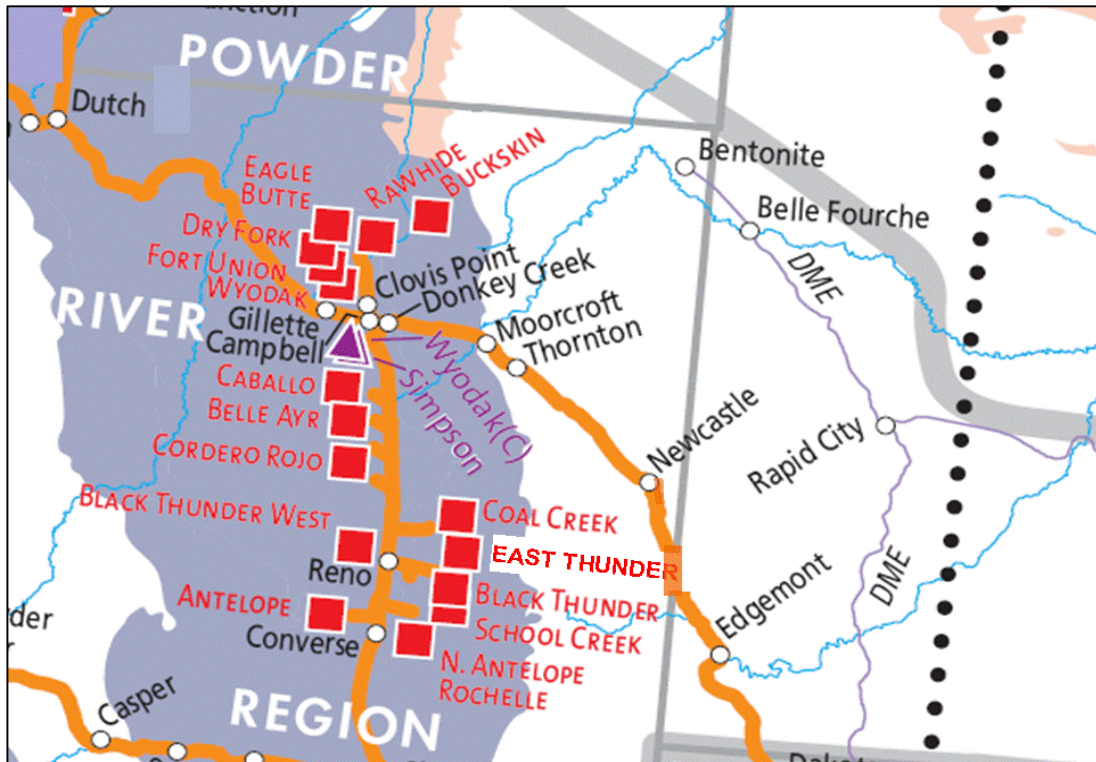 POWDER
Dutch
EAGLE
BUTTE
RAWHIDE
BUCKSKIN
Bentonite
DRY FORK
FORT UNION
WYODAK
Belle Fourche
DME
Clovis Point
Donkey Creek
RIVER
Gillette
Campbell
Moorcroft
Thornton
Wyodak(C)
Simpson
CABALLO
BELLE AYR
CORDERO ROJO
Newcastle
Rapid City
BLACK THUNDER WEST
COAL CREEK
EAST THUNDER
Reno
BLACK THUNDER
SCHOOL CREEK
ANTELOPE
Converse
N. ANTELOPE
ROCHELLE
Edgemont
DME
REGION
Casper